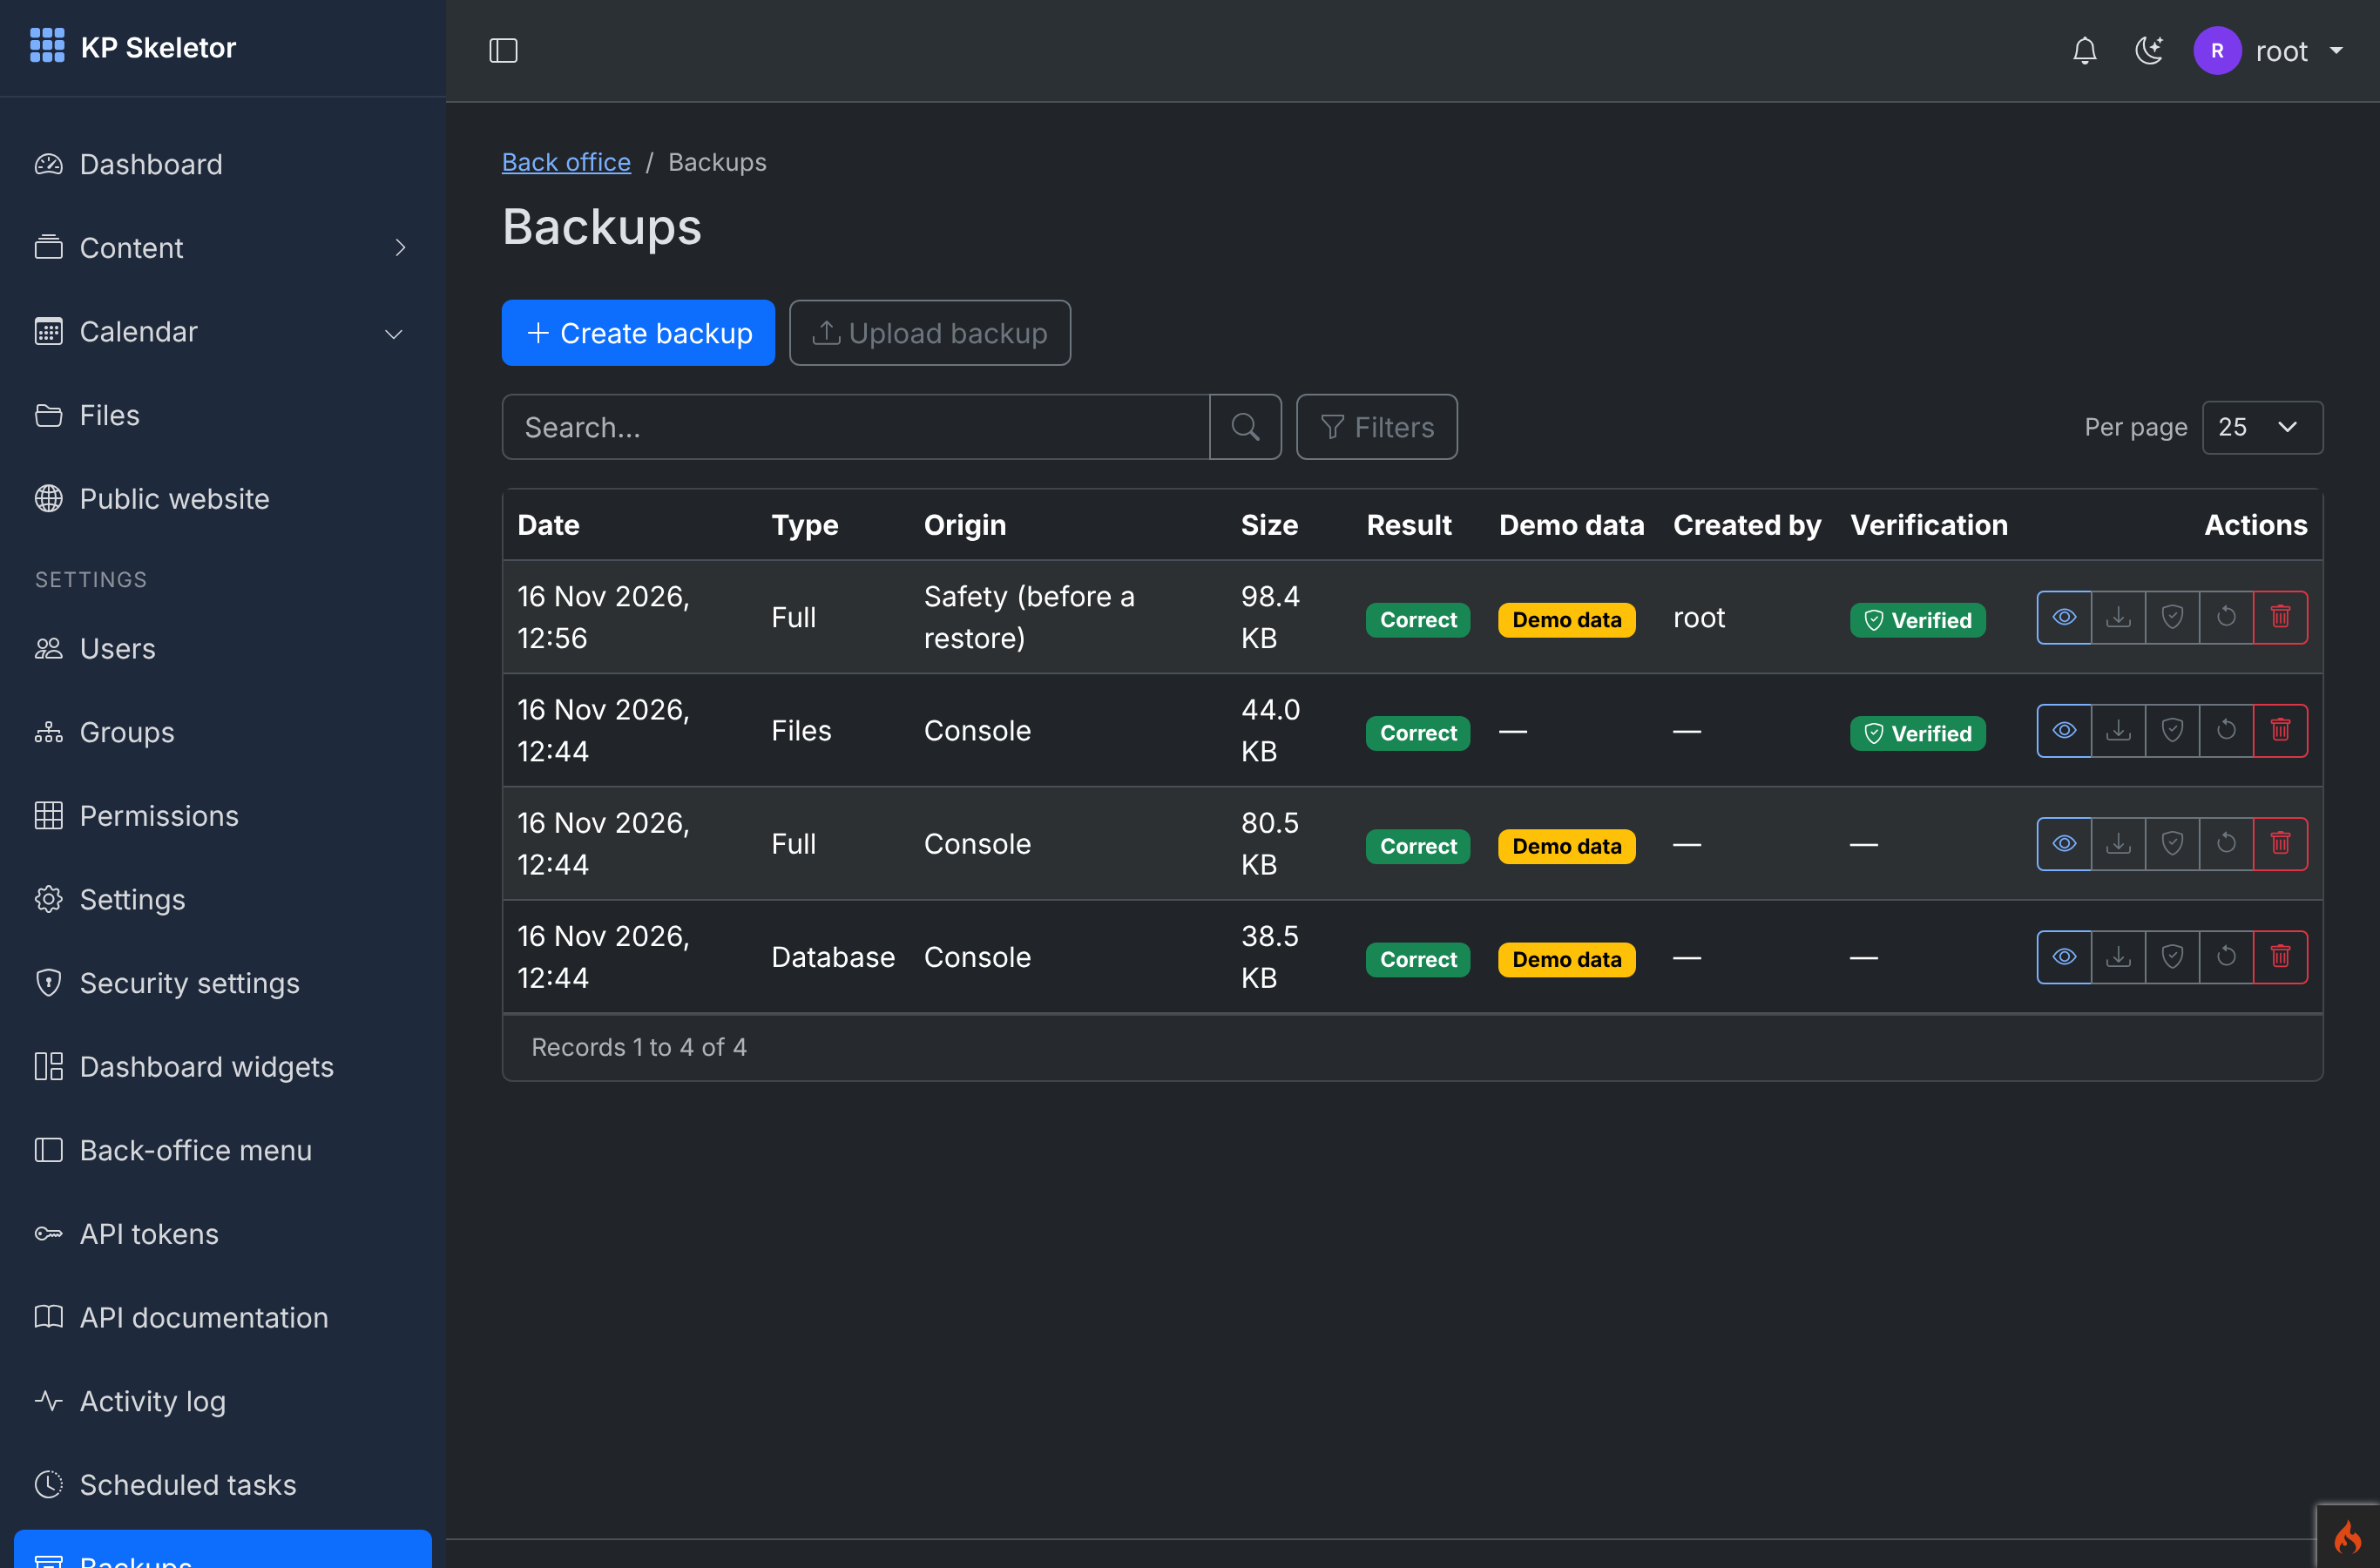 KP Skeletor
R
root
Dashboard
Content
Calendar
Files
Public website
SETTINGS
Users
Groups
Permissions
Settings
Security settings
Dashboard widgets
Back-office menu
API tokens
API documentation
Activity log
Scheduled tasks
Backups
Back office / Backups
Backups
Create backup
Upload backup
Search...
Filters
Per page 25
Date Type Origin Size Result Demo data Created by Verification Actions
16 Nov 2026, 12:56 Full Safety (before a restore) 98.4 KB Correct Demo data root Verified
16 Nov 2026, 12:44 Files Console 44.0 KB Correct — — Verified
16 Nov 2026, 12:44 Full Console 80.5 KB Correct Demo data — —
16 Nov 2026, 12:44 Database Console 38.5 KB Correct Demo data — —
Records 1 to 4 of 4